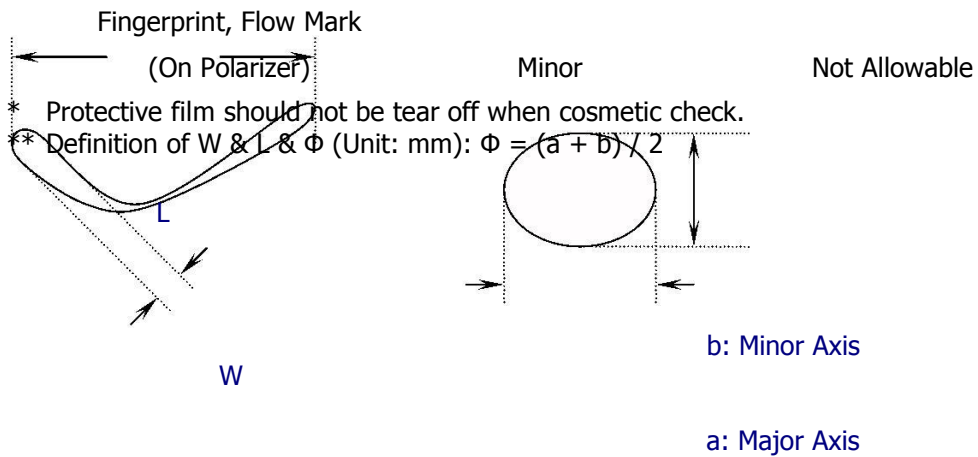 Fingerprint, Flow Mark
(On Polarizer) Minor Not Allowable
* Protective film should not be tear off when cosmetic check.
** Definition of W & L & Φ (Unit: mm): Φ = (a + b) / 2
L
b: Minor Axis
W
a: Major Axis